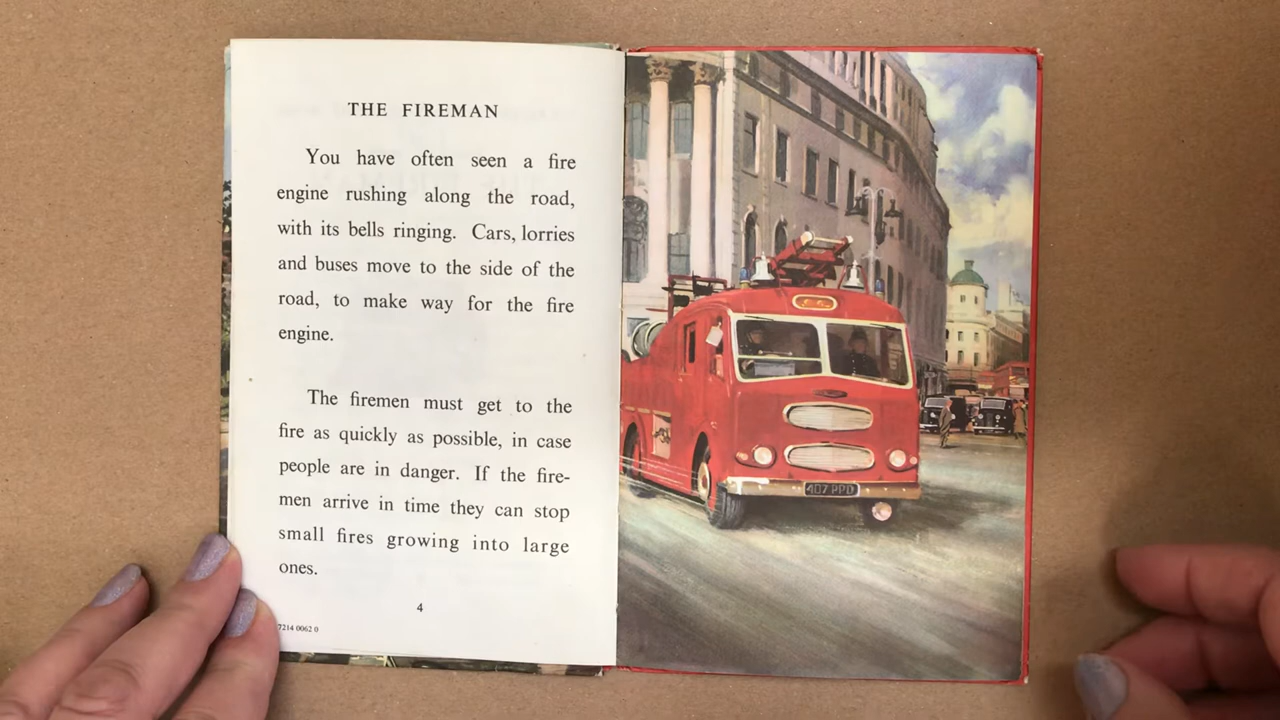 THE FIREMAN
You have often seen a fire
engine rushing along the road,
with its bells ringing. Cars, lorries
and buses move to the side of the
road, to make way for the fire
engine.
The firemen must get to the
fire as quickly as possible, in case
people are in danger. If the fire-
men arrive in time they can stop
small fires growing into large
ones.
4
7214 0062 0
407 PPD